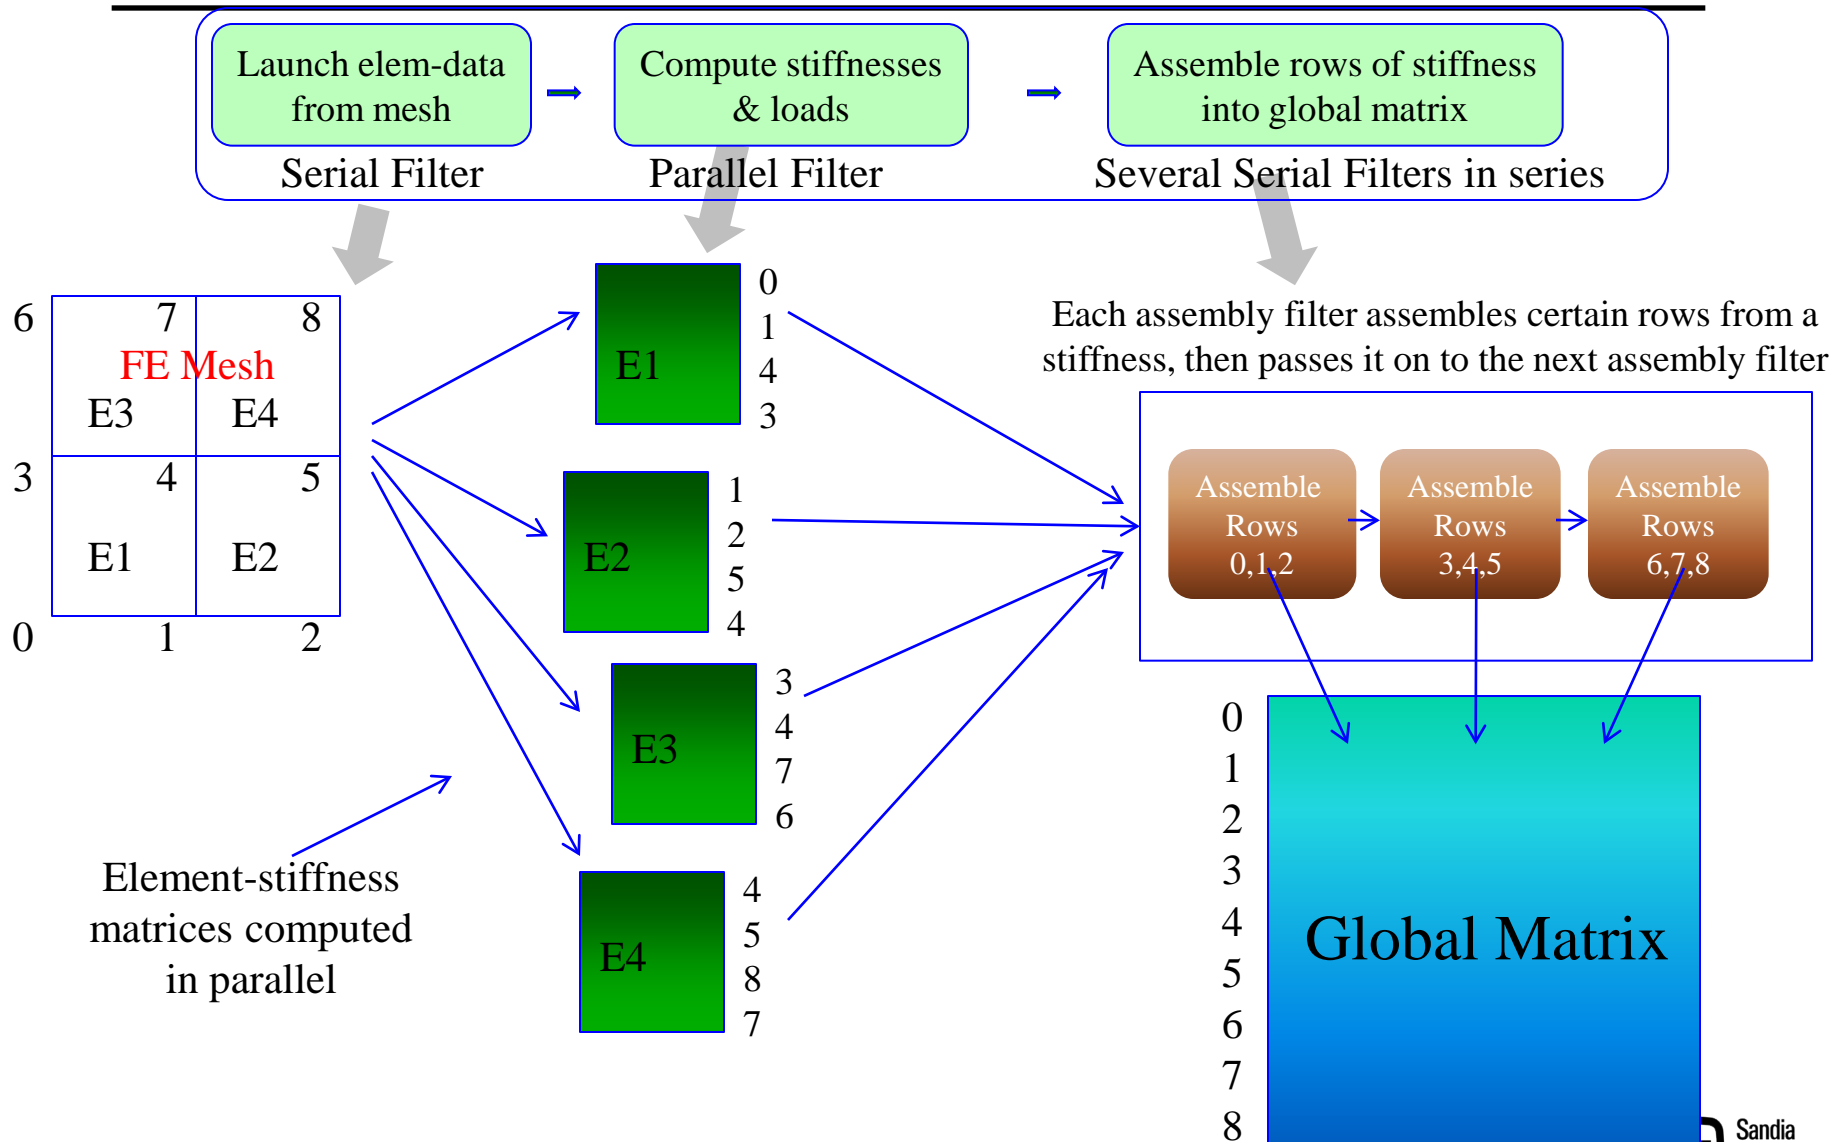 Launch elem-data
from mesh
Compute stiffnesses
& loads
Assemble rows of stiffness
into global matrix
Serial Filter
Parallel Filter
Several Serial Filters in series
6
7
8
FE Mesh
E3
E4
3
4
5
E1
E2
0
1
2
E1
0
1
4
3
E2
1
2
5
4
E3
3
4
7
6
E4
4
5
8
7
Element-stiffness
matrices computed
in parallel
Each assembly filter assembles certain rows from a
stiffness, then passes it on to the next assembly filter
Assemble
Rows
0,1,2
Assemble
Rows
3,4,5
Assemble
Rows
6,7,8
0
1
2
3
4
5
6
7
8
Global Matrix
Sandia